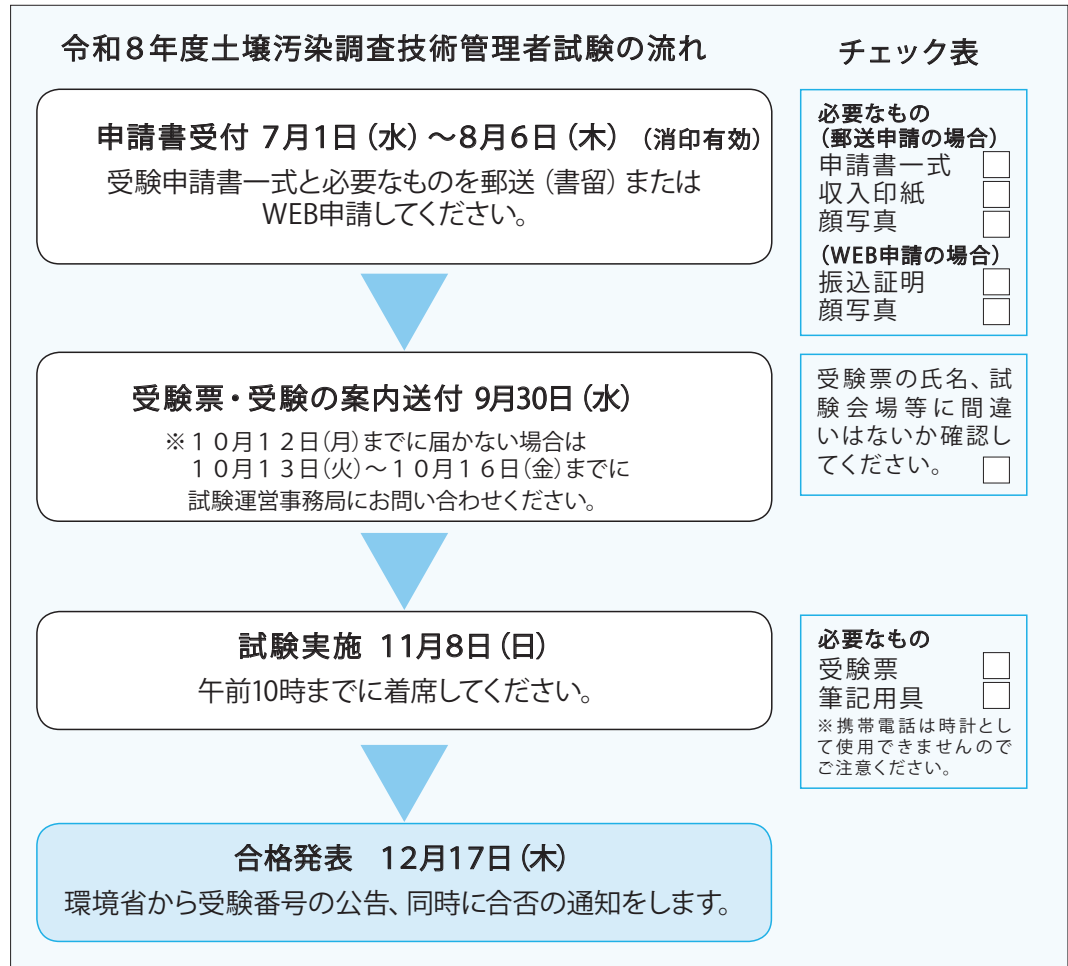 令和8年度土壌汚染調査技術管理者試験の流れ
チェック表
申請書受付 7月1日(水)〜8月6日(木)(消印有効)
受験申請書一式と必要なものを郵送(書留)または
WEB申請してください。
必要なもの
(郵送申請の場合)
申請書一式
収入印紙
顔写真
(WEB申請の場合)
振込証明
顔写真
受験票・受験の案内送付 9月30日(水)
※10月12日(月)までに届かない場合は
10月13日(火)〜10月16日(金)までに
試験運営事務局にお問い合わせください。
受験票の氏名、試
験会場等に間違
いはないか確認し
てください。
試験実施 11月8日(日)
午前10時までに着席してください。
必要なもの
受験票
筆記用具
※携帯電話は時計とし
て使用できませんので
ご注意ください。
合格発表 12月17日(木)
環境省から受験番号の公告、同時に合否の通知をします。